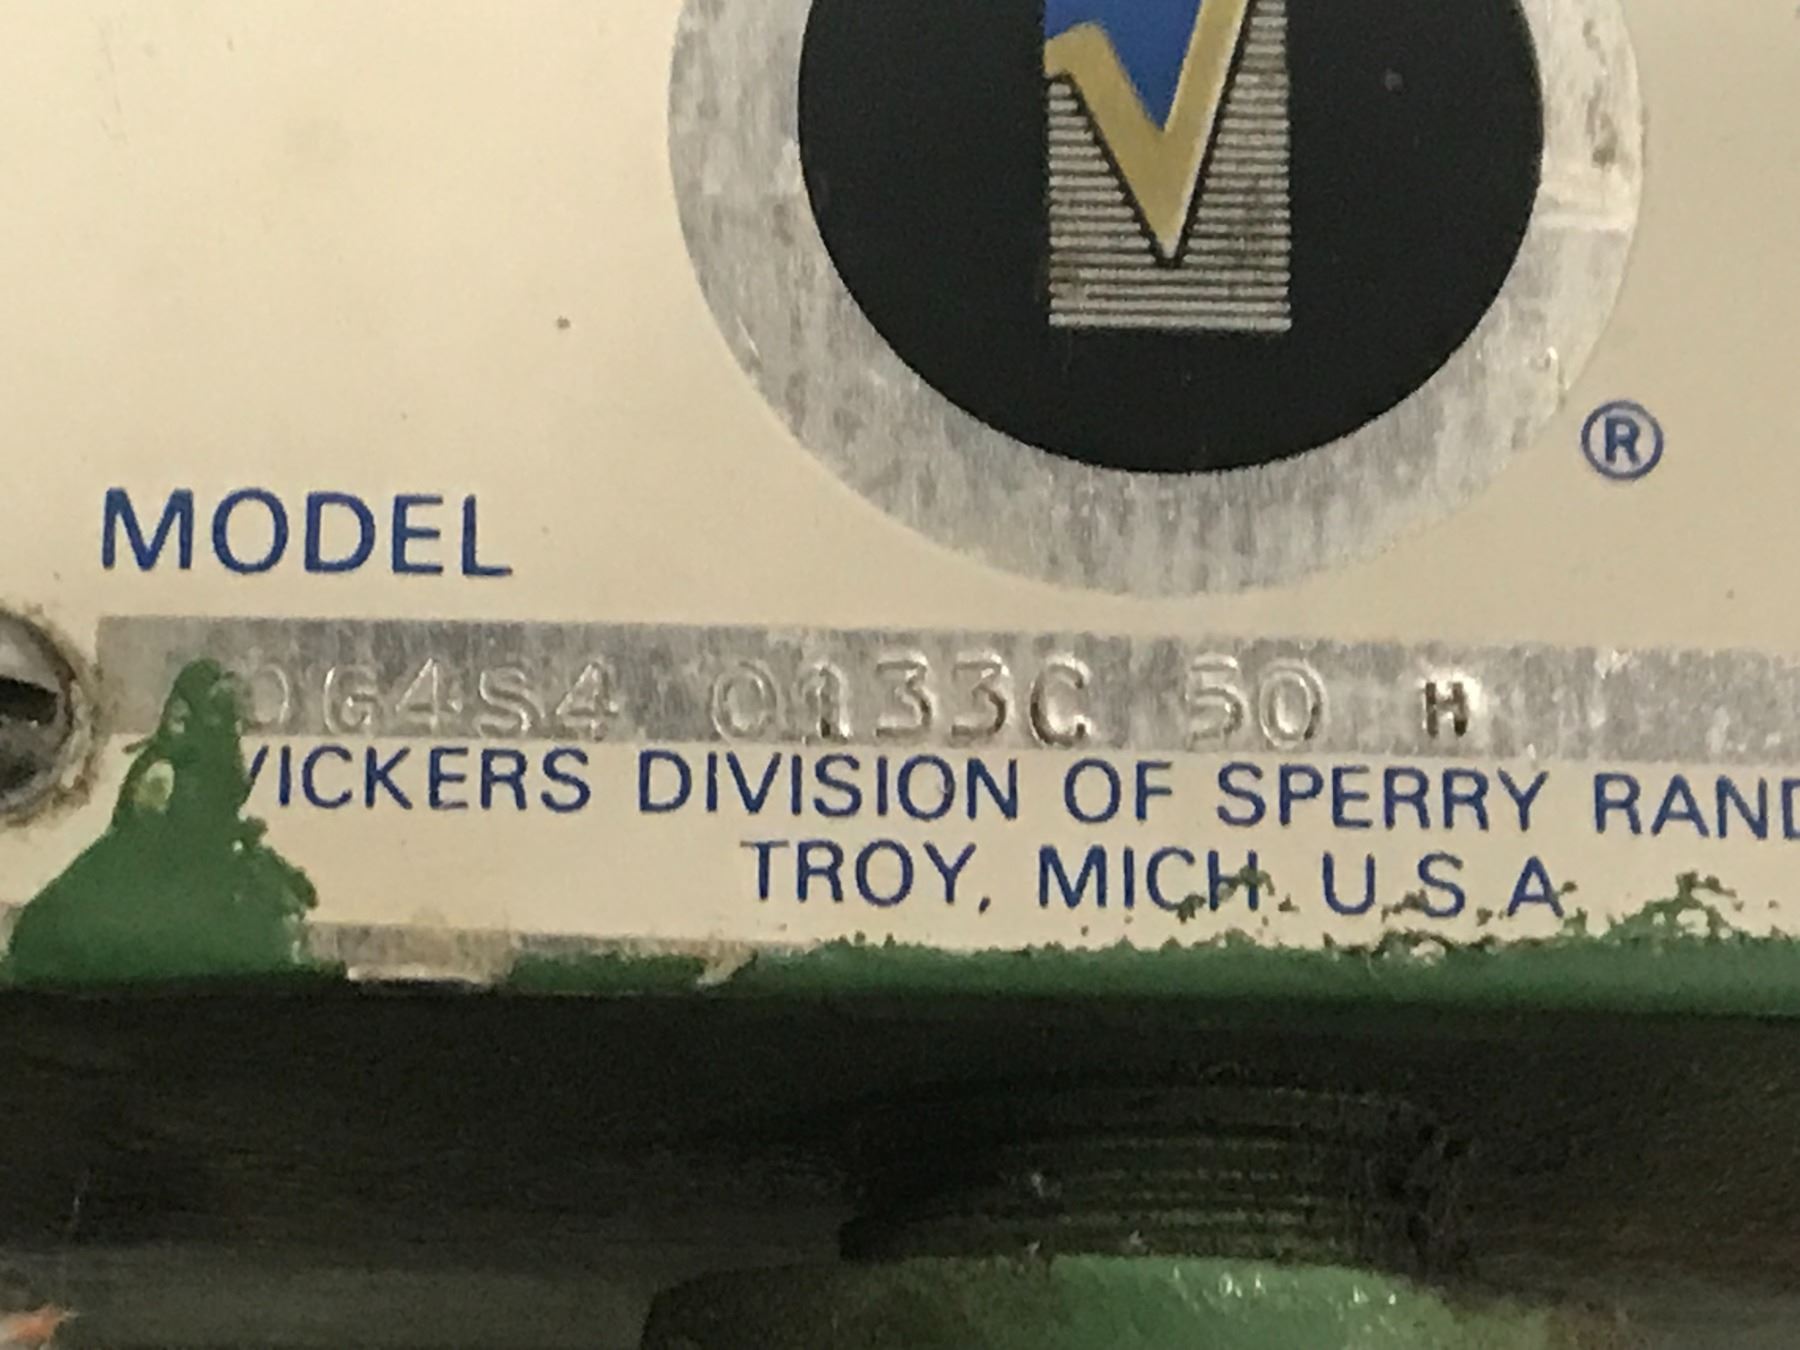 ®
MODEL
DG4S4 0133C 50 H
VICKERS DIVISION OF SPERRY RAND
TROY, MICH. U.S.A.